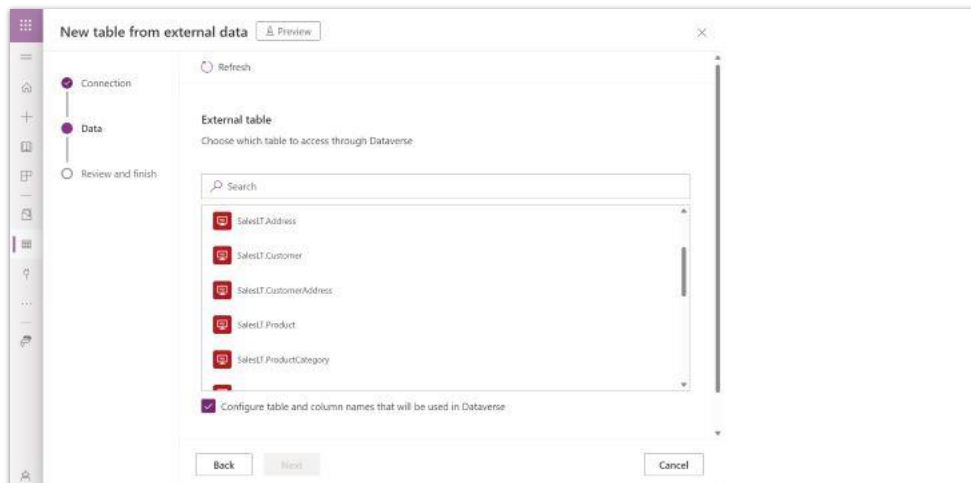 New table from external data Preview
Refresh
Connection
Data
Review and finish
External table
Choose which table to access through Dataverse
Search
SalesLT.Address
SalesLT.Customer
SalesLT.CustomerAddress
SalesLT.Product
SalesLT.ProductCategory
Configure table and column names that will be used in Dataverse
Back Next Cancel